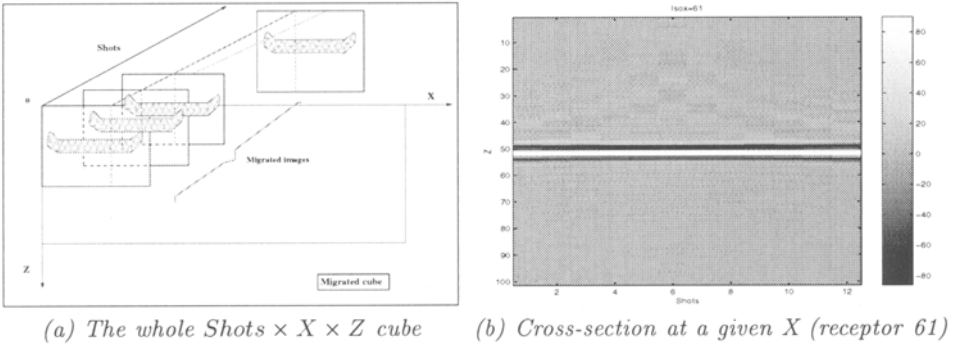 Shots
0
X
Migrated images
Z
Migrated cube
(a) The whole Shots × X × Z cube
Isox=61
10
20
30
40
50
60
70
80
90
100
Z
2
4
6
8
10
12
Shots
80
60
40
20
0
−20
−40
−60
−80
(b) Cross-section at a given X (receptor 61)